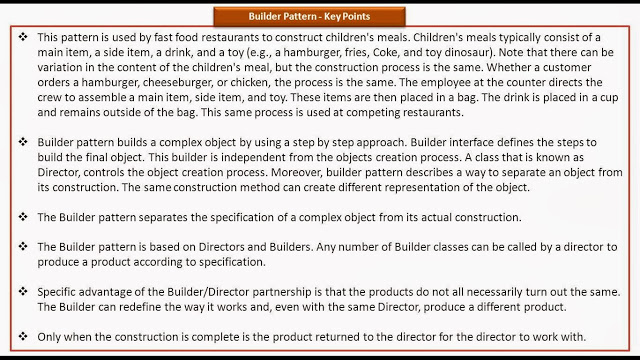 Builder Pattern - Key Points
❖ This pattern is used by fast food restaurants to construct children's meals. Children's meals typically consist of a
main item, a side item, a drink, and a toy (e.g., a hamburger, fries, Coke, and toy dinosaur). Note that there can be
variation in the content of the children's meal, but the construction process is the same. Whether a customer
orders a hamburger, cheeseburger, or chicken, the process is the same. The employee at the counter directs the
crew to assemble a main item, side item, and toy. These items are then placed in a bag. The drink is placed in a cup
and remains outside of the bag. This same process is used at competing restaurants.
❖ Builder pattern builds a complex object by using a step by step approach. Builder interface defines the steps to
build the final object. This builder is independent from the objects creation process. A class that is known as
Director, controls the object creation process. Moreover, builder pattern describes a way to separate an object from
its construction. The same construction method can create different representation of the object.
❖ The Builder pattern separates the specification of a complex object from its actual construction.
❖ The Builder pattern is based on Directors and Builders. Any number of Builder classes can be called by a director to
produce a product according to specification.
❖ Specific advantage of the Builder/Director partnership is that the products do not all necessarily turn out the same.
The Builder can redefine the way it works and, even with the same Director, produce a different product.
❖ Only when the construction is complete is the product returned to the director for the director to work with.